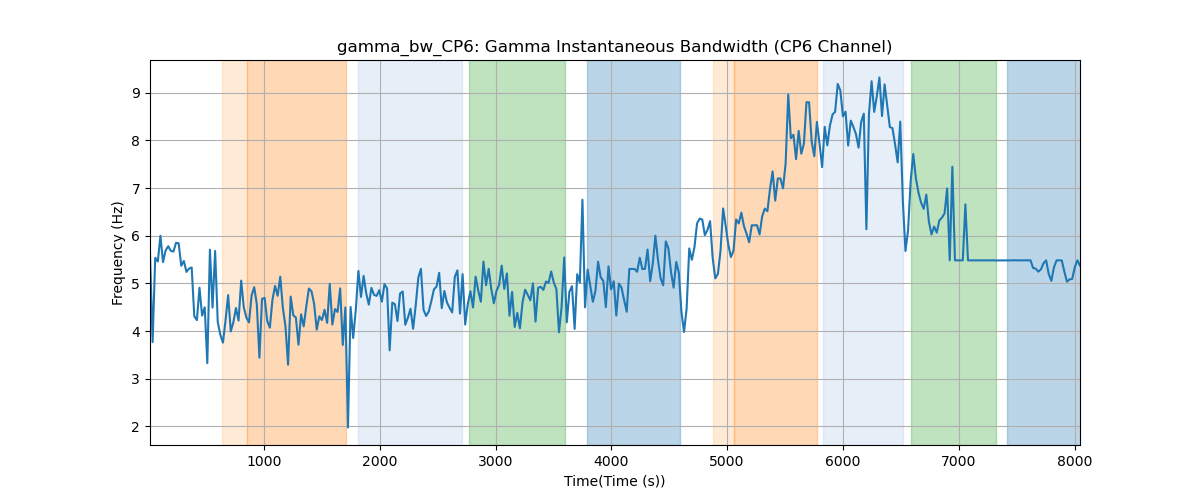 gamma_bw_CP6: Gamma Instantaneous Bandwidth (CP6 Channel)
Frequency (Hz)
9
8
7
6
5
4
3
2
1000 2000 3000 4000 5000 6000 7000 8000
Time(Time (s))